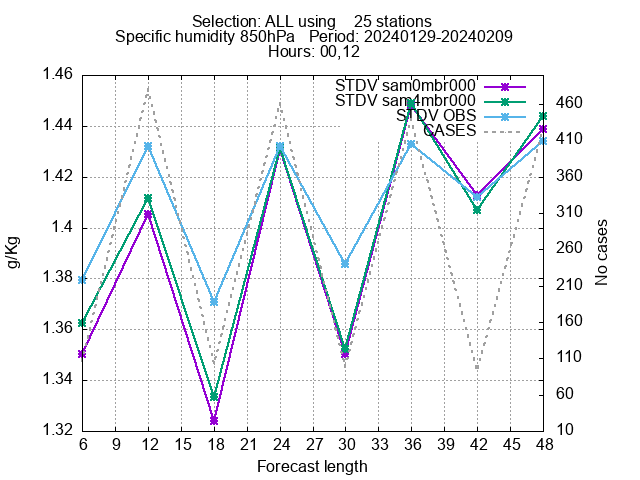 Selection: ALL using    25 stations
Specific humidity 850hPa   Period: 20240129-20240209
Hours: 00,12
STDV sam0mbr000
STDV sam4mbr000
STDV OBS
CASES
1.46
1.44
1.42
1.4
1.38
1.36
1.34
1.32
g/Kg
460
410
360
310
260
210
160
110
60
10
No cases
6 9 12 15 18 21 24 27 30 33 36 39 42 45 48
Forecast length